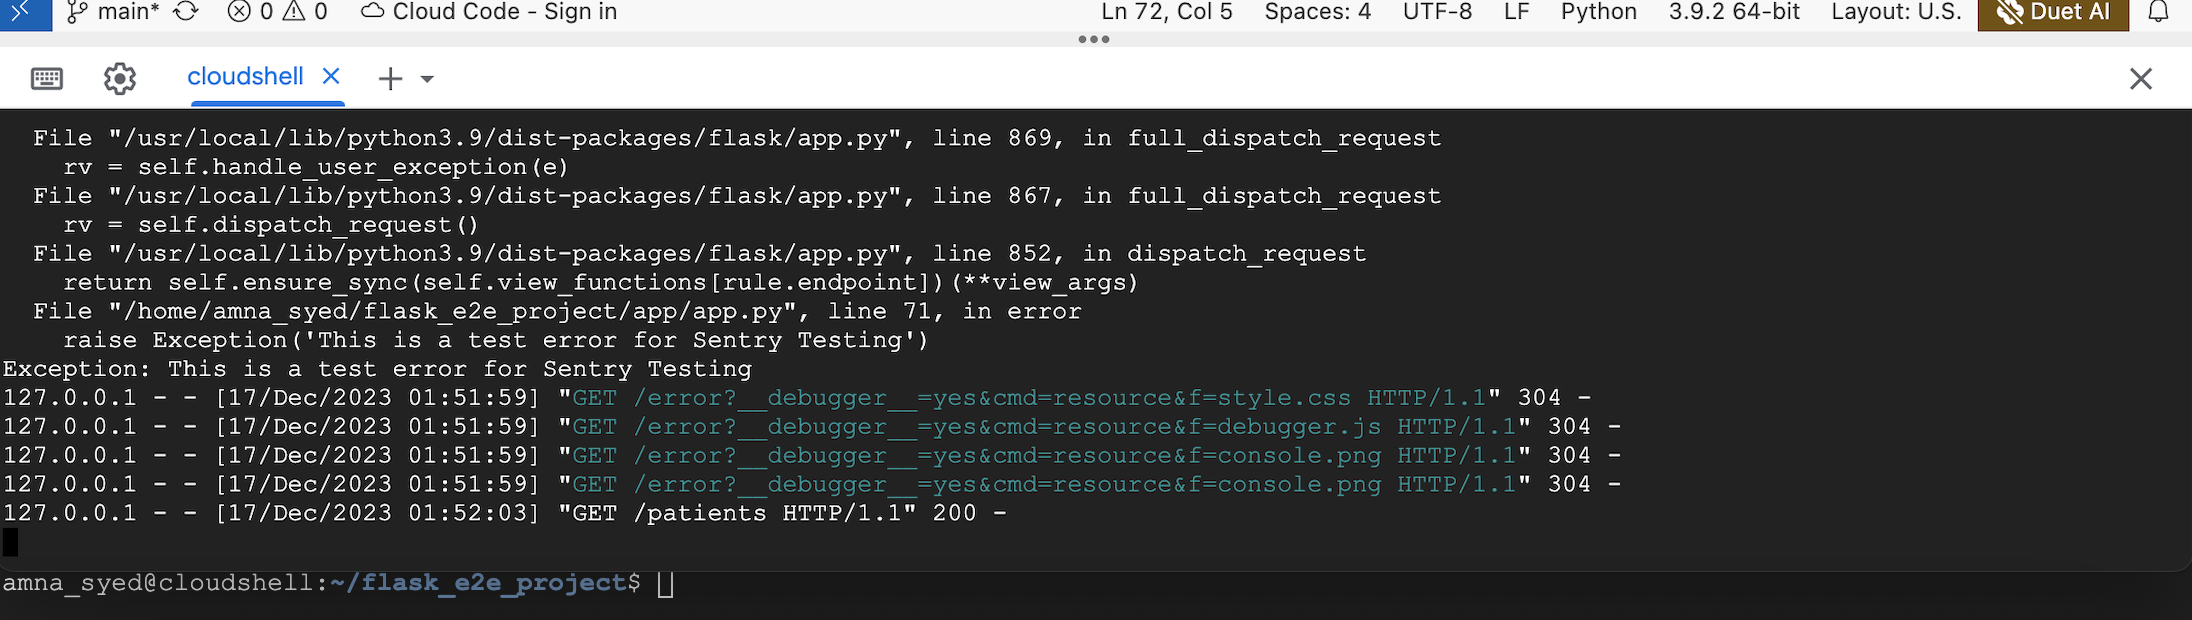 main* 0 0 Cloud Code - Sign in Ln 72, Col 5 Spaces: 4 UTF-8 LF Python 3.9.2 64-bit Layout: U.S. Duet AI
cloudshell
File "/usr/local/lib/python3.9/dist-packages/flask/app.py", line 869, in full_dispatch_request
rv = self.handle_user_exception(e)
File "/usr/local/lib/python3.9/dist-packages/flask/app.py", line 867, in full_dispatch_request
rv = self.dispatch_request()
File "/usr/local/lib/python3.9/dist-packages/flask/app.py", line 852, in dispatch_request
return self.ensure_sync(self.view_functions[rule.endpoint])(**view_args)
File "/home/amna_syed/flask_e2e_project/app/app.py", line 71, in error
raise Exception('This is a test error for Sentry Testing')
Exception: This is a test error for Sentry Testing
127.0.0.1 - - [17/Dec/2023 01:51:59] "GET /error?__debugger__=yes&cmd=resource&f=style.css HTTP/1.1" 304 -
127.0.0.1 - - [17/Dec/2023 01:51:59] "GET /error?__debugger__=yes&cmd=resource&f=debugger.js HTTP/1.1" 304 -
127.0.0.1 - - [17/Dec/2023 01:51:59] "GET /error?__debugger__=yes&cmd=resource&f=console.png HTTP/1.1" 304 -
127.0.0.1 - - [17/Dec/2023 01:51:59] "GET /error?__debugger__=yes&cmd=resource&f=console.png HTTP/1.1" 304 -
127.0.0.1 - - [17/Dec/2023 01:52:03] "GET /patients HTTP/1.1" 200 -
amna_syed@cloudshell:~/flask_e2e_project$